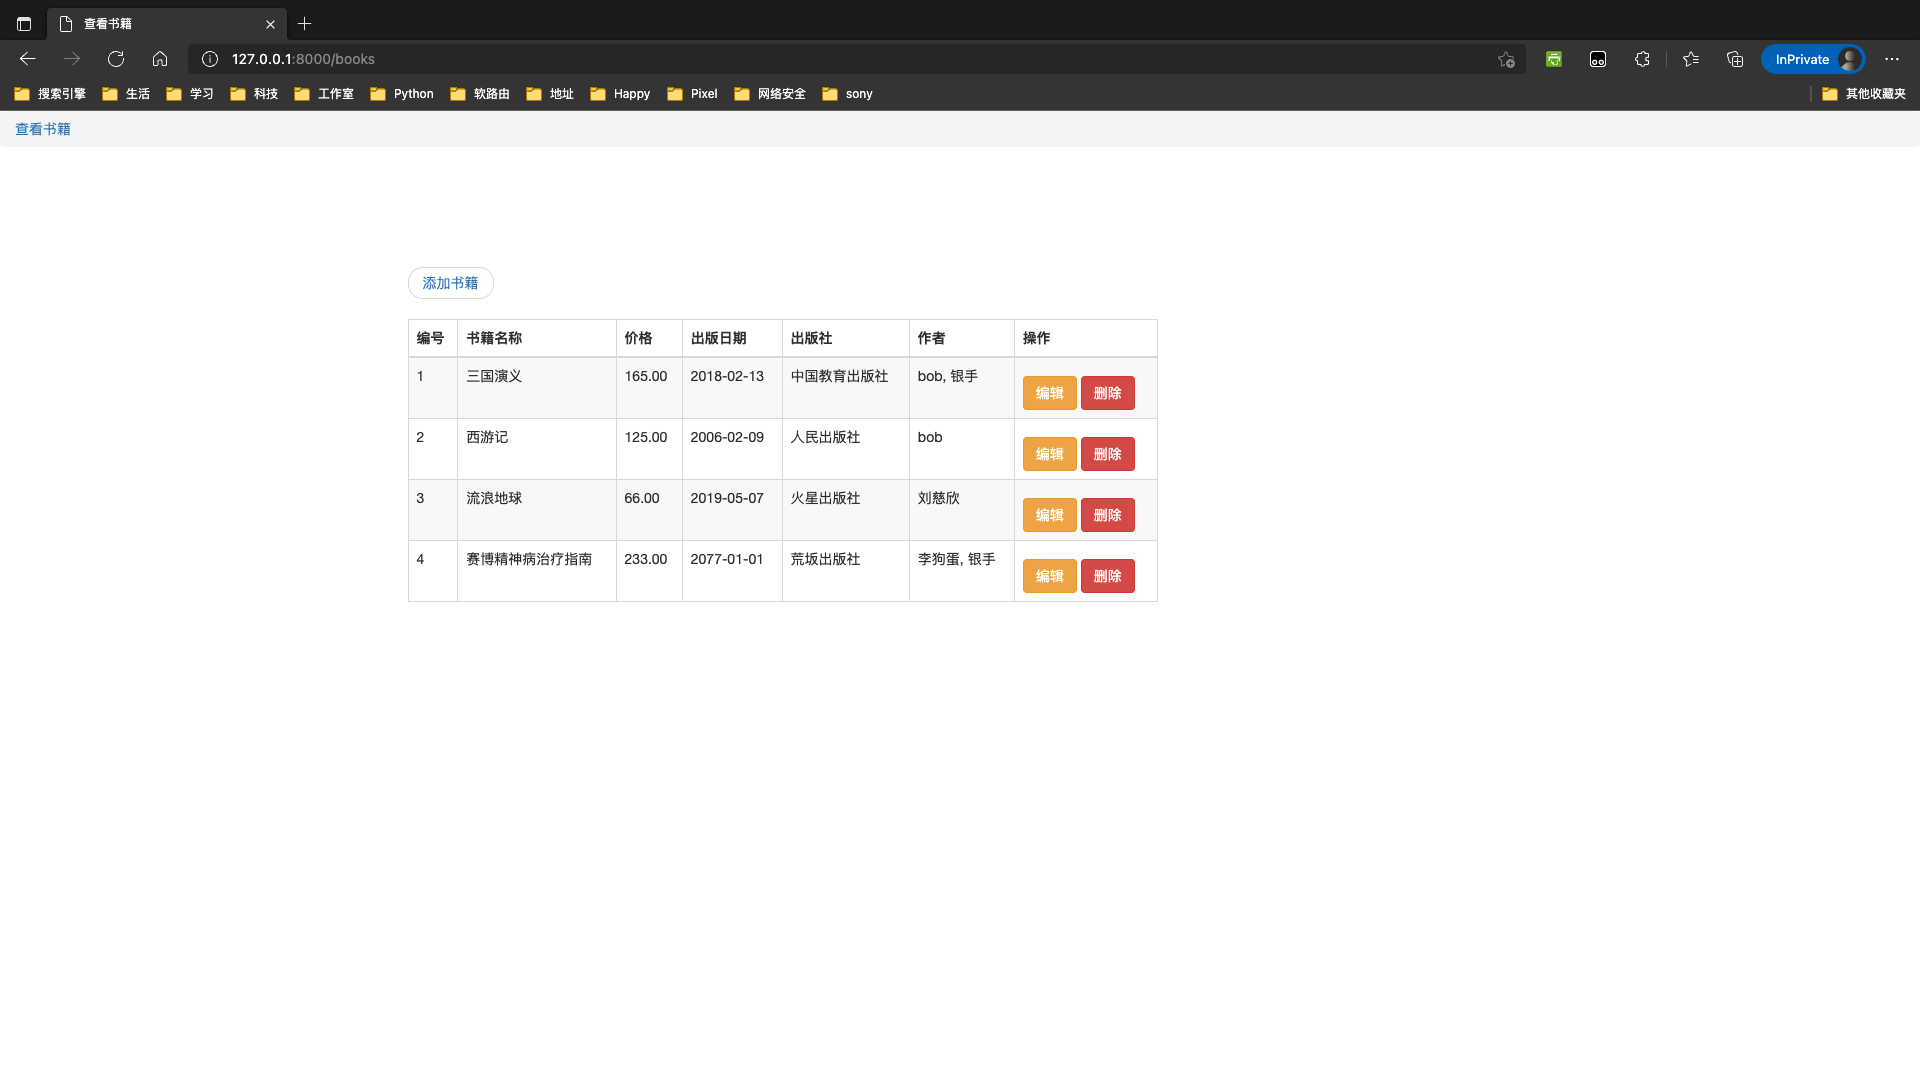 查看书籍
127.0.0.1:8000/books
InPrivate
搜索引擎 生活 学习 科技 工作室 Python 软路由 地址 Happy Pixel 网络安全 sony 其他收藏夹
查看书籍
添加书籍
编号 书籍名称 价格 出版日期 出版社 作者 操作
1 三国演义 165.00 2018-02-13 中国教育出版社 bob, 银手 编辑 删除
2 西游记 125.00 2006-02-09 人民出版社 bob 编辑 删除
3 流浪地球 66.00 2019-05-07 火星出版社 刘慈欣 编辑 删除
4 赛博精神病治疗指南 233.00 2077-01-01 荒坂出版社 李狗蛋, 银手 编辑 删除